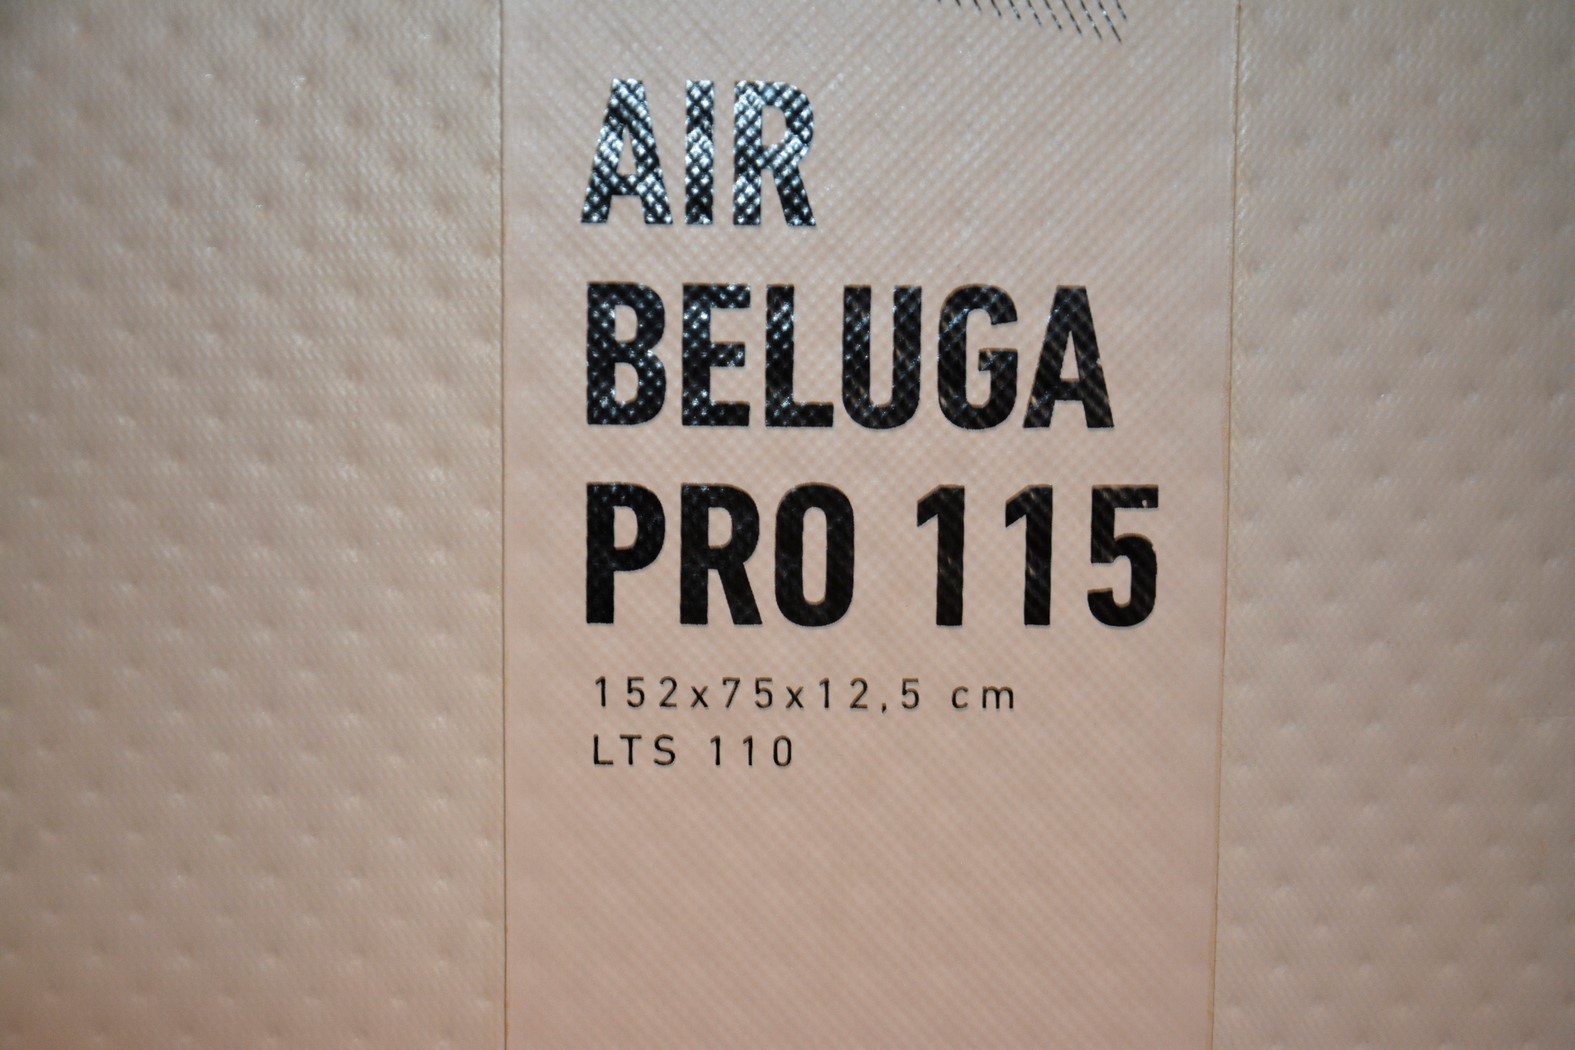 AIR
BELUGA
PRO 115
152x75x12,5 cm
LTS 110